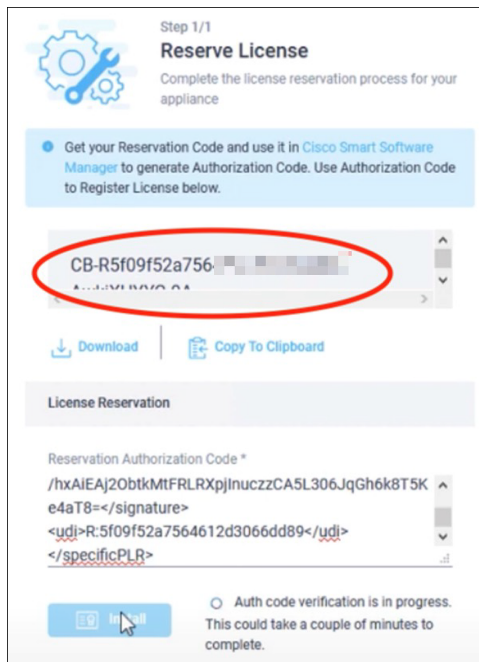 Step 1/1
Reserve License
Complete the license reservation process for your
appliance
Get your Reservation Code and use it in Cisco Smart Software
Manager to generate Authorization Code. Use Authorization Code
to Register License below.
CB-R5f09f52a756
Download
Copy To Clipboard
License Reservation
Reservation Authorization Code *
/hxAiEAj2ObtkMtFRLRXpjInuczzCA5L306JqGh6k8T5K
e4aT8=</signature>
<udi>R:5f09f52a7564612d3066dd89</udi>
</specificPLR>
Auth code verification is in progress.
This could take a couple of minutes to
complete.